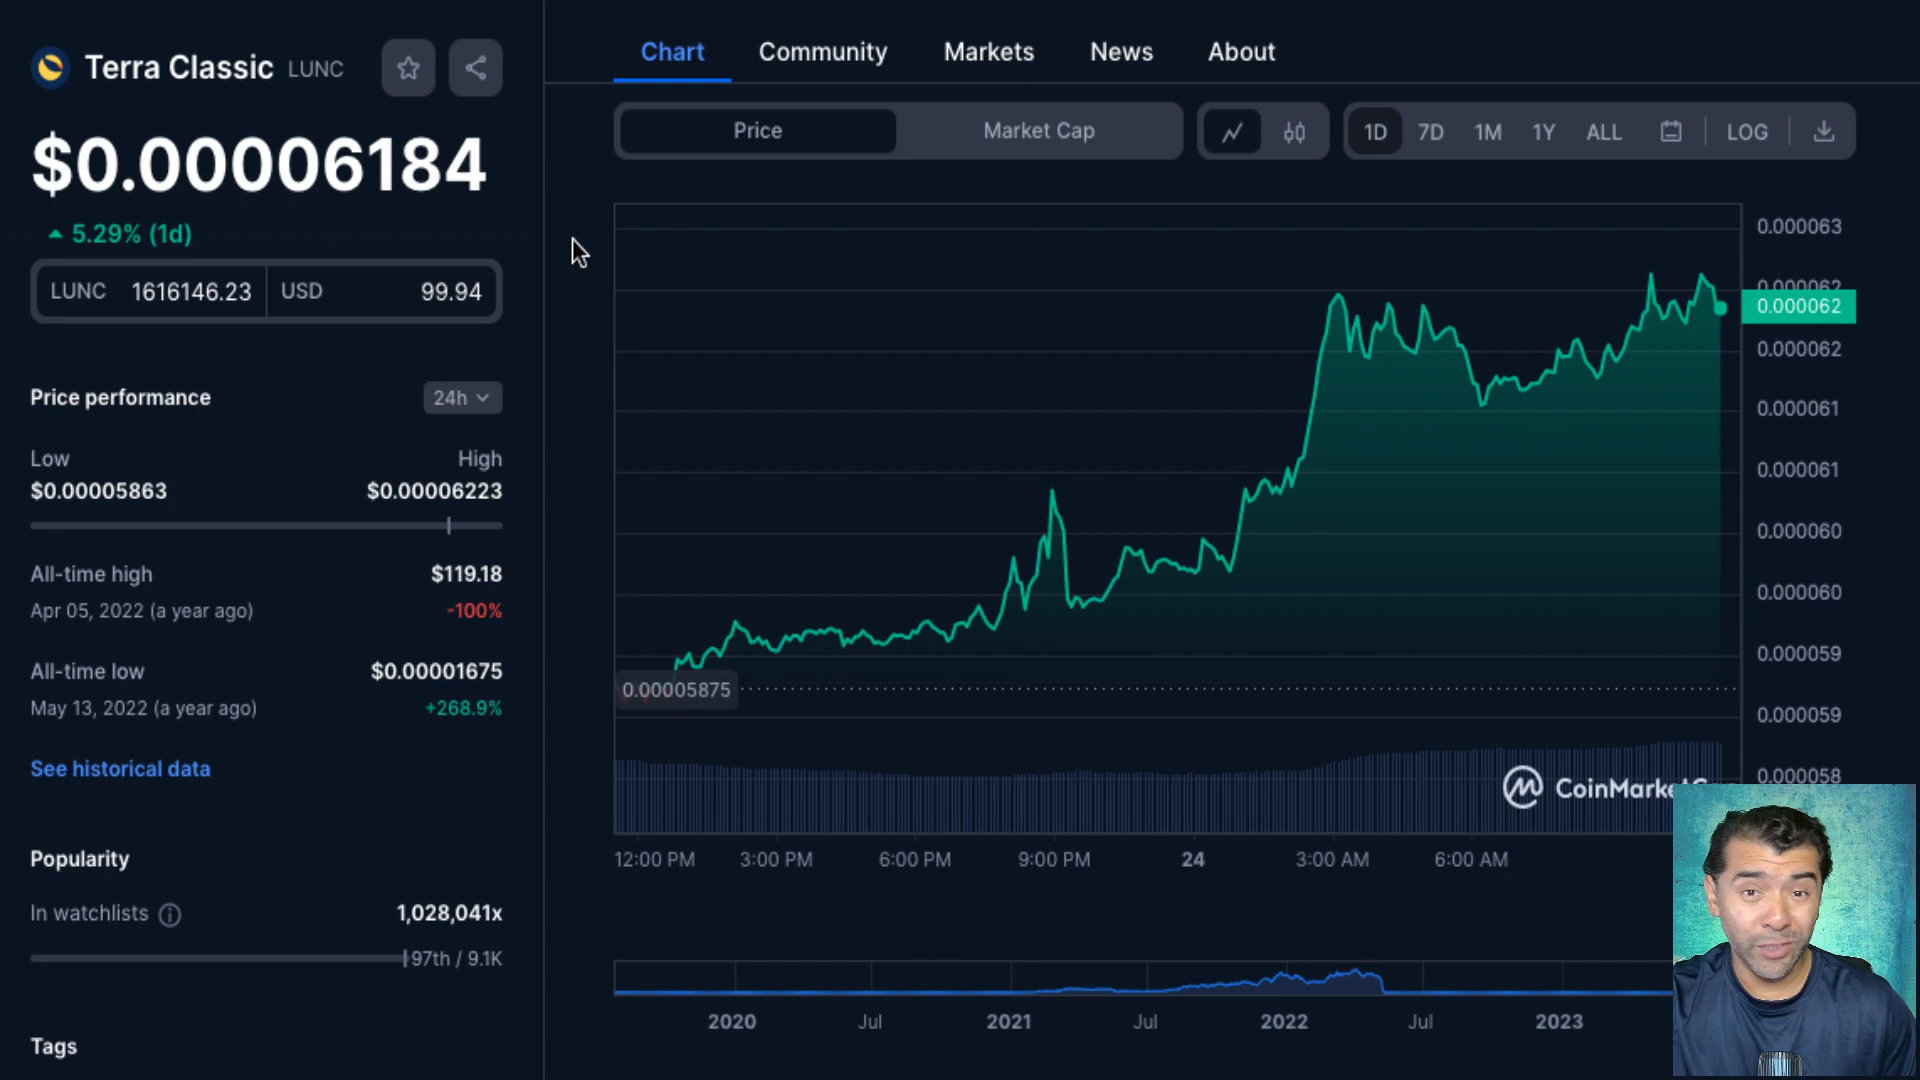 Terra Classic LUNC
$0.00006184
5.29% (1d)
LUNC 1616146.23 USD 99.94
Price performance 24h
Low High
$0.00005863 $0.00006223
All-time high $119.18
Apr 05, 2022 (a year ago) -100%
All-time low $0.00001675
May 13, 2022 (a year ago) +268.9%
See historical data
Popularity
In watchlists 1,028,041x
97th / 9.1K
Tags
Chart Community Markets News About
Price Market Cap 1D 7D 1M 1Y ALL LOG
0.000063
0.000062
0.000062
0.000062
0.000061
0.000061
0.000060
0.000060
0.000059
0.00005875
0.000059
0.000058
12:00 PM 3:00 PM 6:00 PM 9:00 PM 24 3:00 AM 6:00 AM
2020 Jul 2021 Jul 2022 Jul 2023